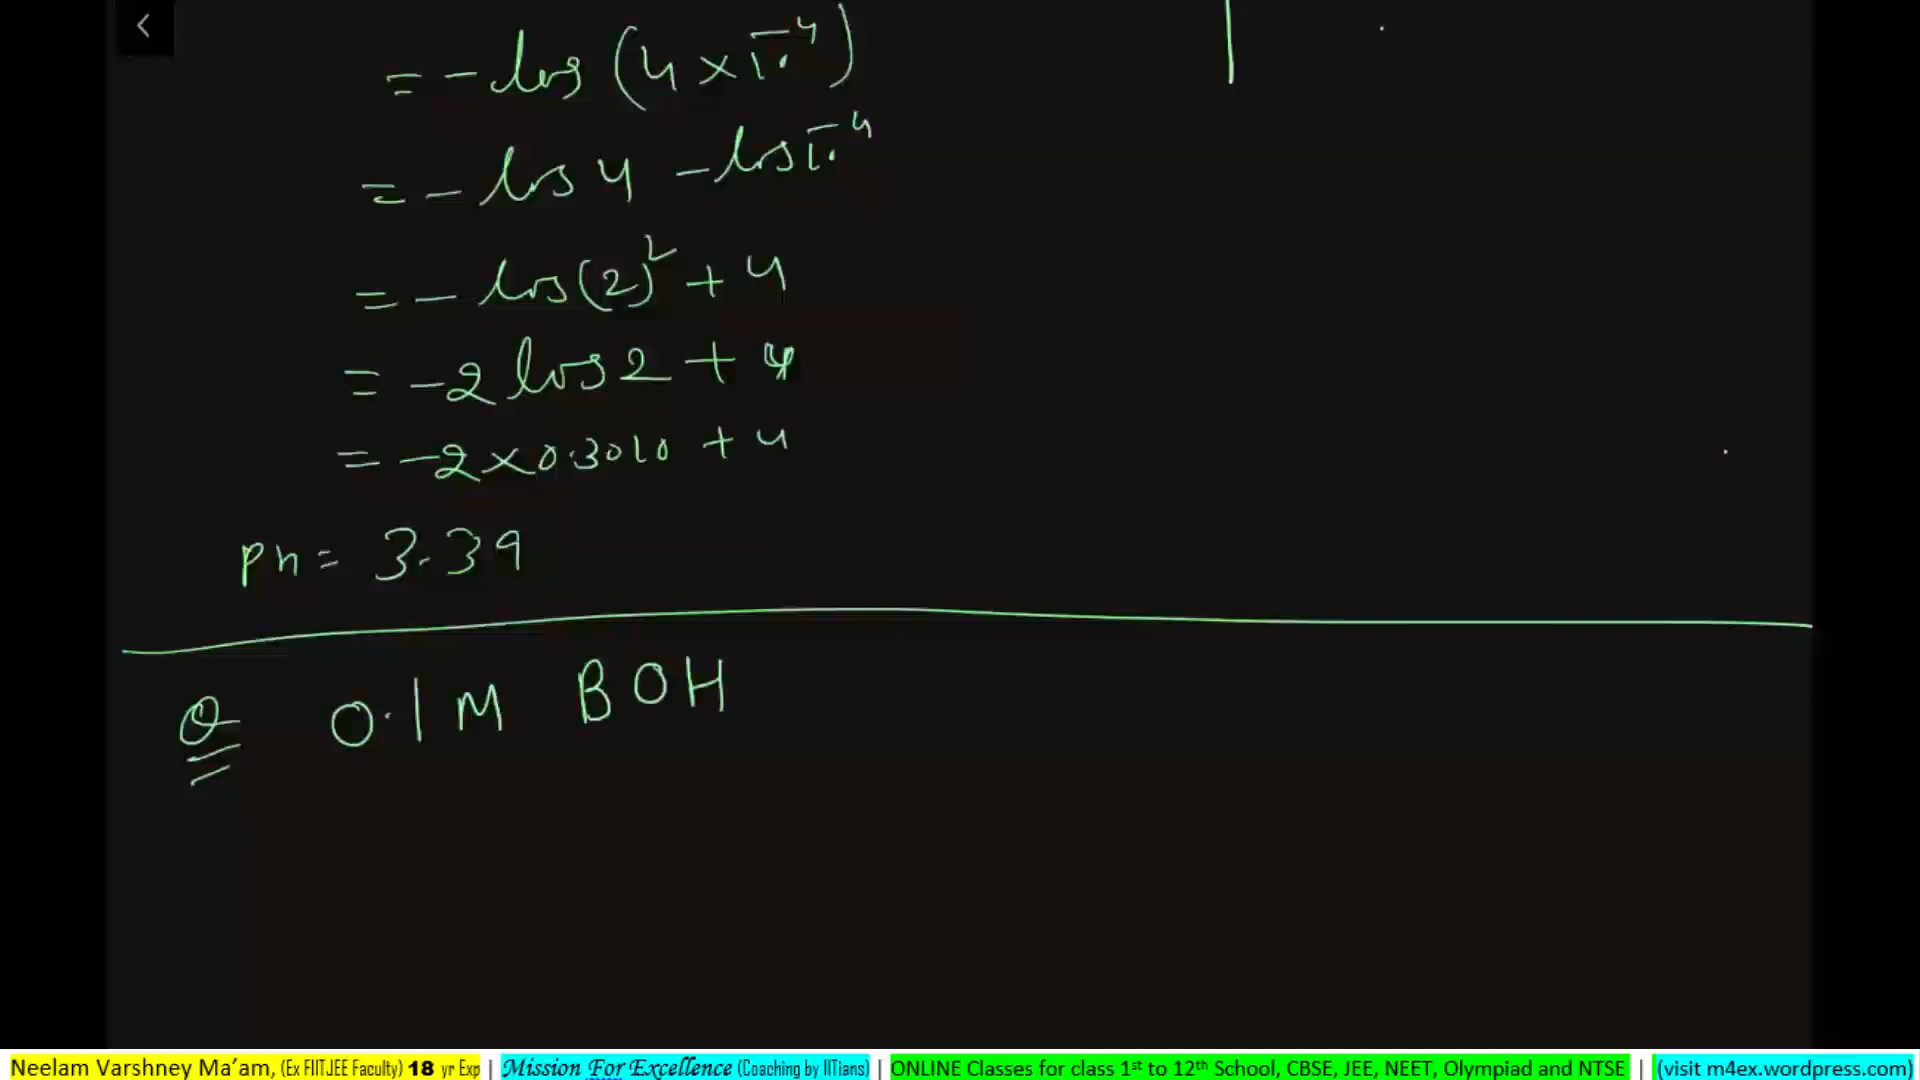 = - log (4 × 10⁻⁴)
= - log 4 - log 10⁻⁴
= - log(2)² + 4
= -2 log 2 + 4
= -2 × 0.3010 + 4
PH = 3.39
Q 0.1 M BOH
Neelam Varshney Ma'am, (Ex FIITJEE Faculty) 18 yr Exp | Mission For Excellence (Coaching by IITians) | ONLINE Classes for class 1st to 12th School, CBSE, JEE, NEET, Olympiad and NTSE | (visit m4ex.wordpress.com)